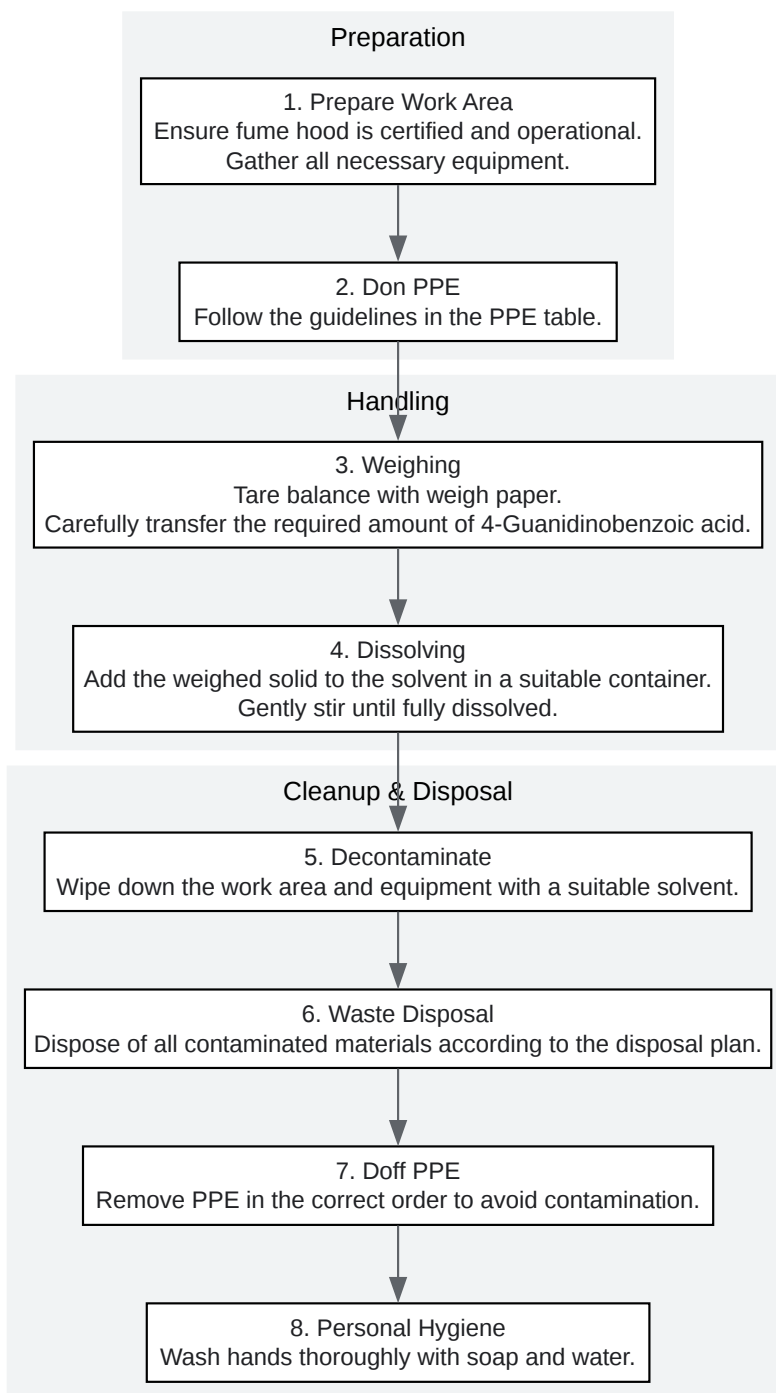 Preparation
1. Prepare Work Area
Ensure fume hood is certified and operational.
Gather all necessary equipment.
2. Don PPE
Follow the guidelines in the PPE table.
Handling
3. Weighing
Tare balance with weigh paper.
Carefully transfer the required amount of 4-Guanidinobenzoic acid.
4. Dissolving
Add the weighed solid to the solvent in a suitable container.
Gently stir until fully dissolved.
Cleanup & Disposal
5. Decontaminate
Wipe down the work area and equipment with a suitable solvent.
6. Waste Disposal
Dispose of all contaminated materials according to the disposal plan.
7. Doff PPE
Remove PPE in the correct order to avoid contamination.
8. Personal Hygiene
Wash hands thoroughly with soap and water.